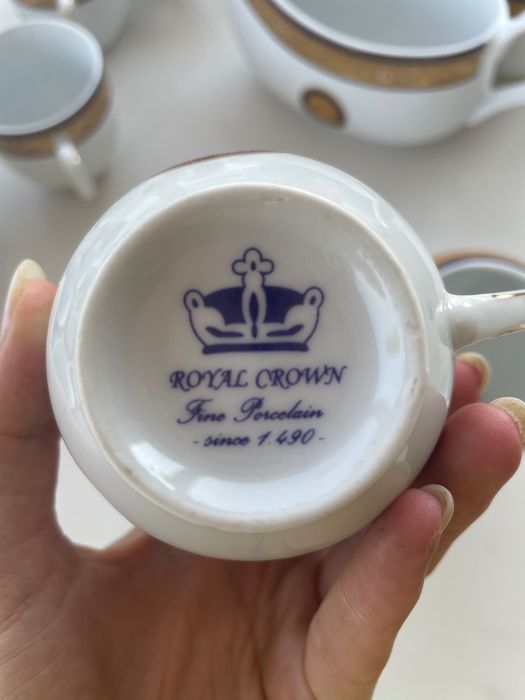 ROYAL CROWN
Fine Porcelain
- since 1.490 -